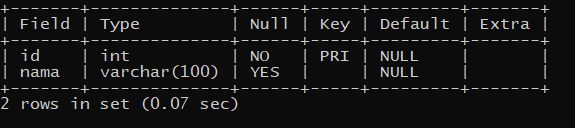 +-------+--------------+------+-----+---------+-------+
| Field | Type         | Null | Key | Default | Extra |
+-------+--------------+------+-----+---------+-------+
| id    | int          | NO   | PRI | NULL    |       |
| nama  | varchar(100) | YES  |     | NULL    |       |
+-------+--------------+------+-----+---------+-------+
2 rows in set (0.07 sec)